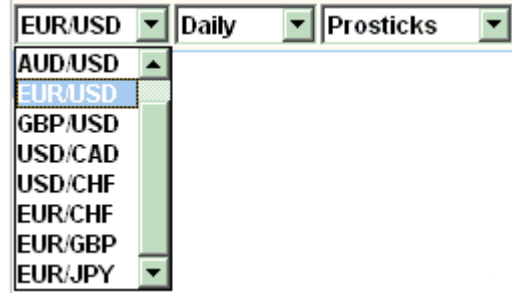 EUR/USD Daily Prosticks
AUD/USD
EUR/USD
GBP/USD
USD/CAD
USD/CHF
EUR/CHF
EUR/GBP
EUR/JPY